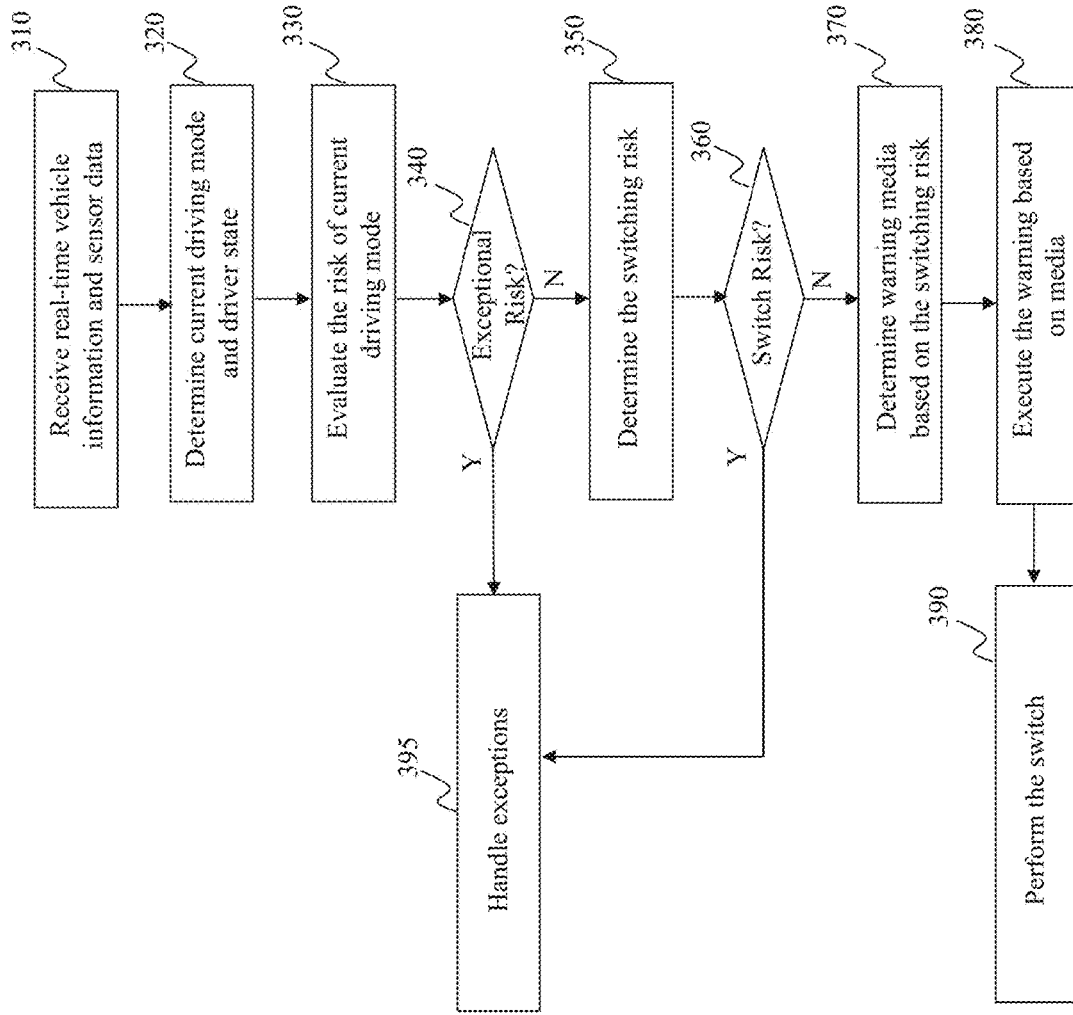 310
Receive real-time vehicle
information and sensor data
320
Determine current driving mode
and driver state
330
Evaluate the risk of current
driving mode
340
Exceptional
Risk?
Y
N
350
Determine the switching risk
360
Switch Risk?
Y
N
370
Determine warning media
based on the switching risk
380
Execute the warning based
on media
390
Perform the switch
395
Handle exceptions